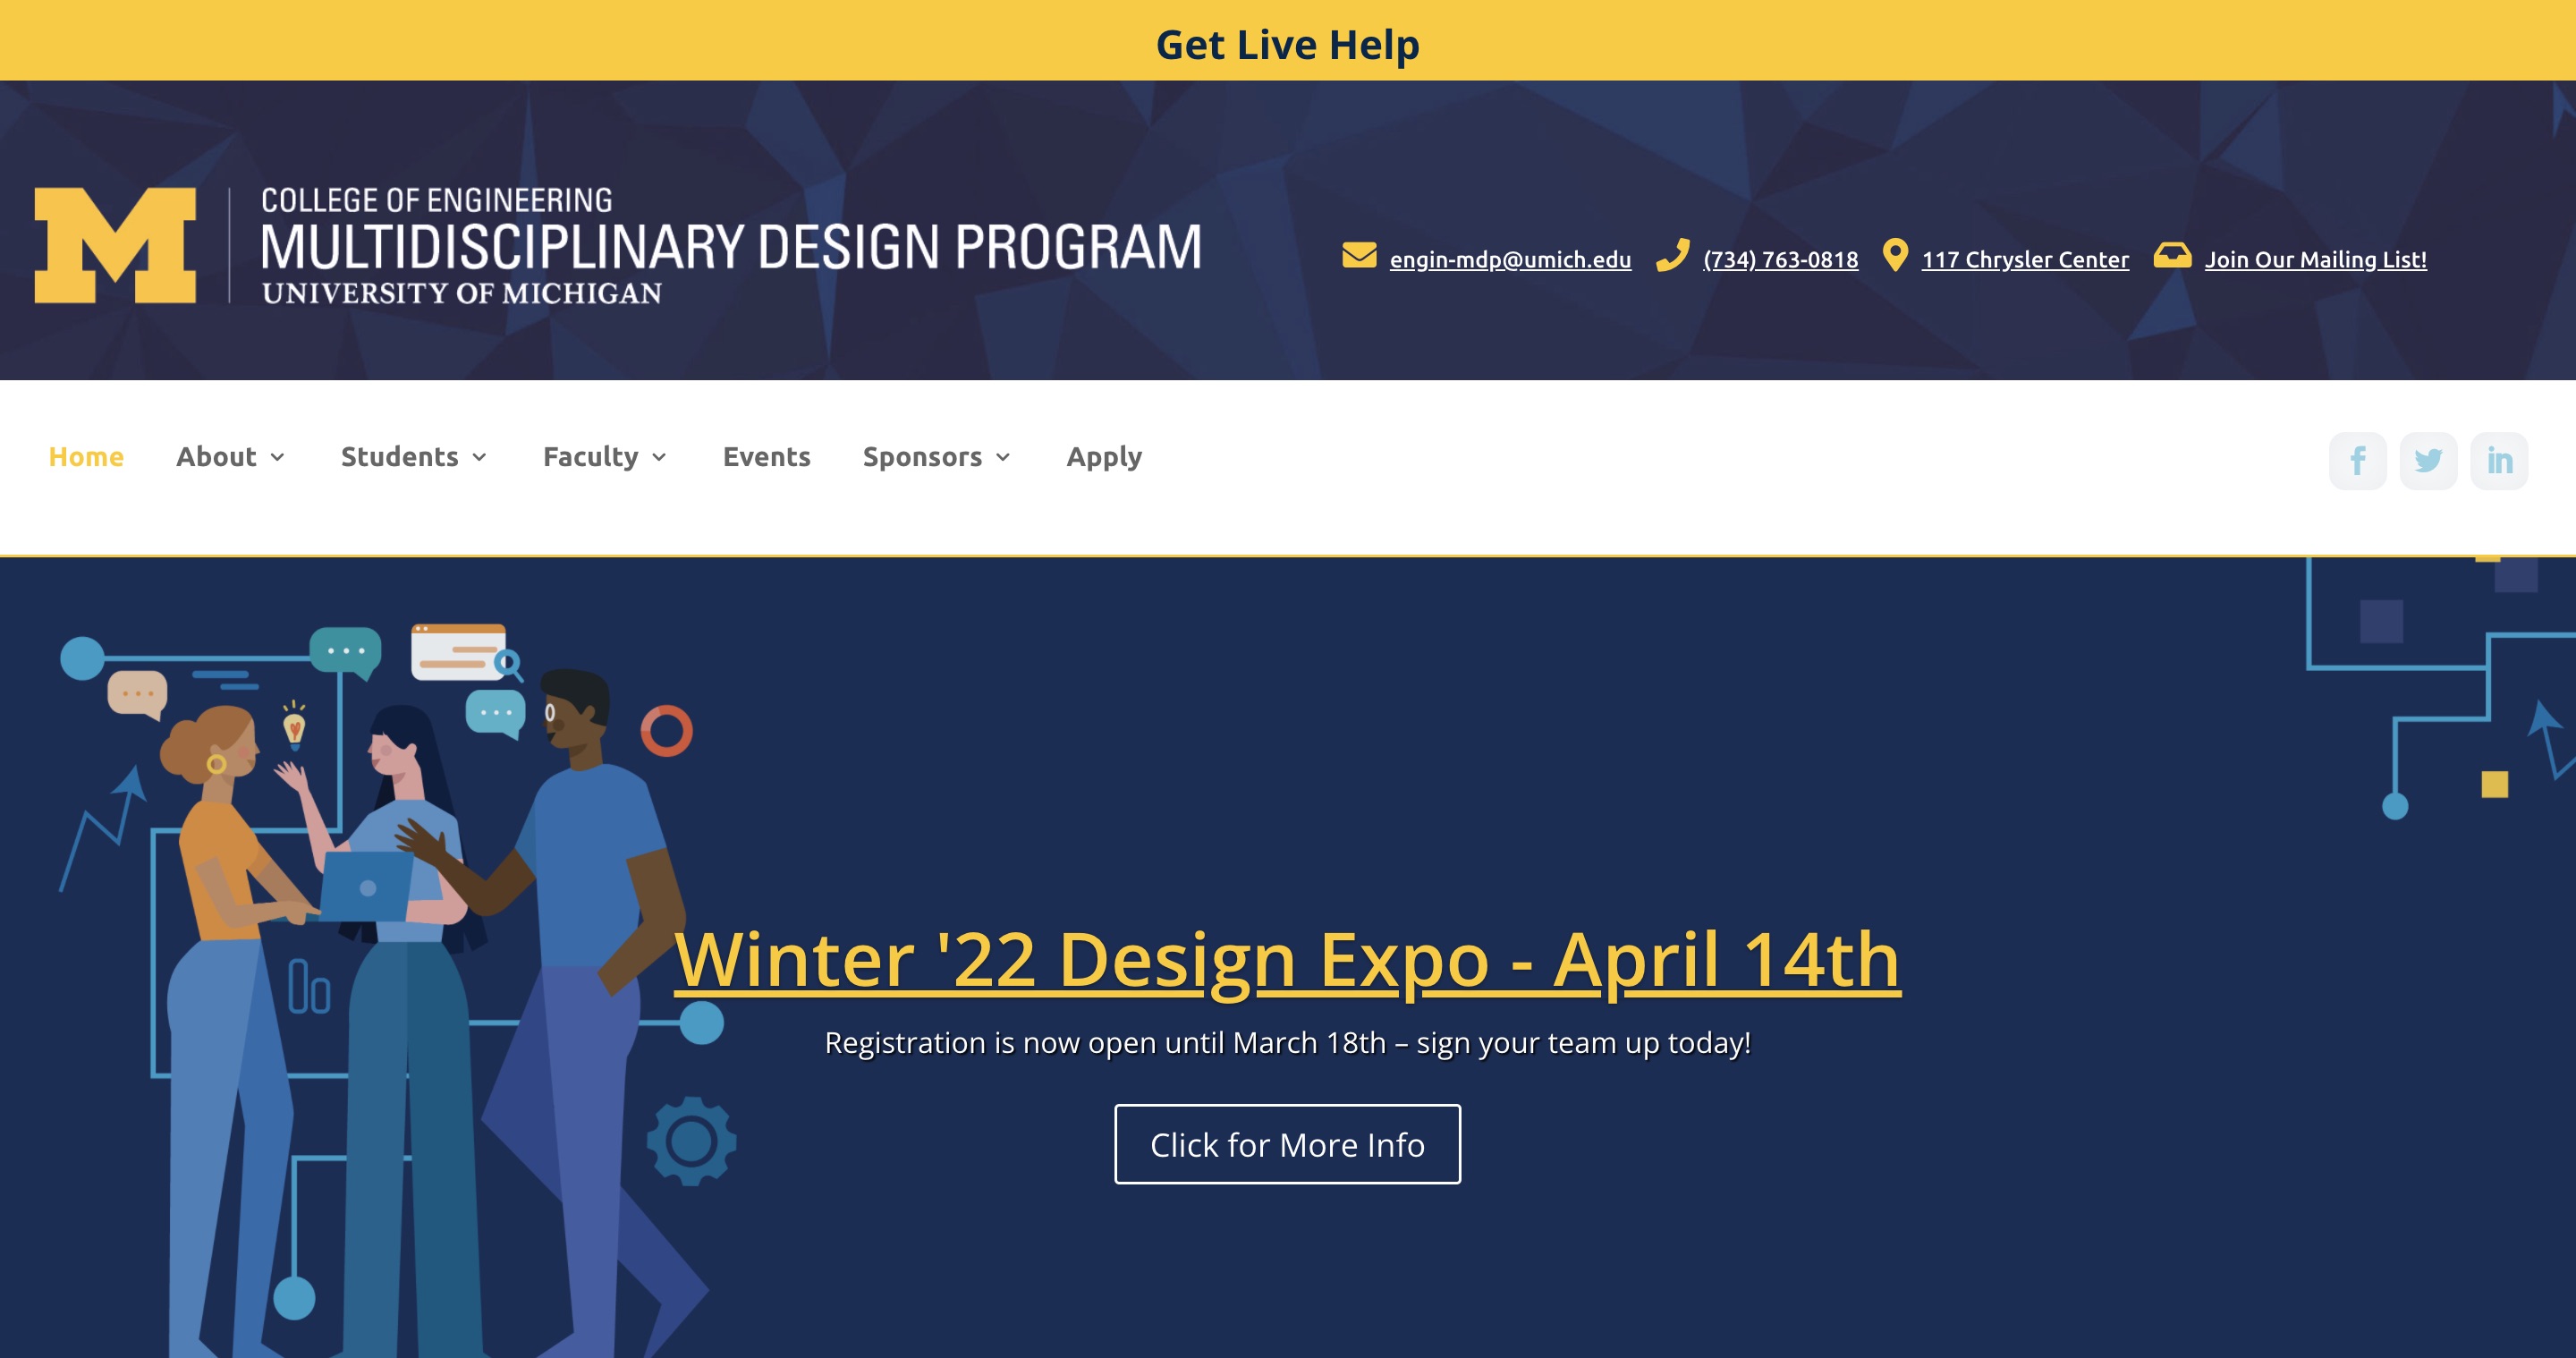 Get Live Help
COLLEGE OF ENGINEERING
MULTIDISCIPLINARY DESIGN PROGRAM
UNIVERSITY OF MICHIGAN
engin-mdp@umich.edu (734) 763-0818 117 Chrysler Center Join Our Mailing List!
Home About Students Faculty Events Sponsors Apply
Winter '22 Design Expo - April 14th
Registration is now open until March 18th – sign your team up today!
Click for More Info